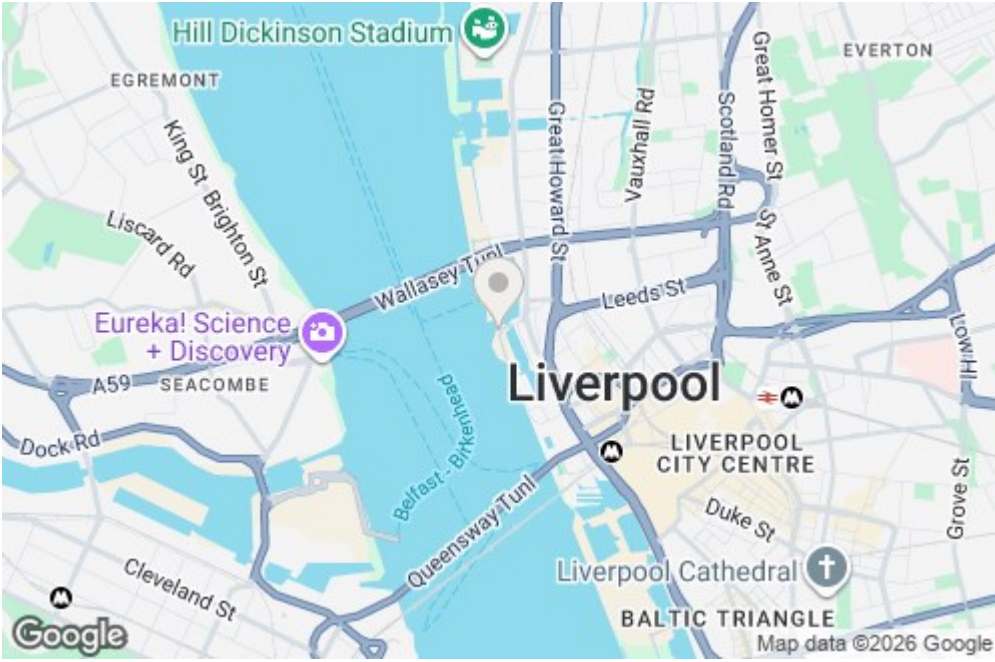 Hill Dickinson Stadium
EGREMONT
EVERTON
King St
Brighton St
Liscard Rd
Great Howard St
Vauxhall Rd
Scotland Rd
Great Homer St
St Anne St
Wallasey Tunl
Leeds St
Eureka! Science
+ Discovery
A59
SEACOMBE
Liverpool
Low Hl
Dock Rd
Belfast - Birkenhead
LIVERPOOL
CITY CENTRE
Queensway Tunl
Duke St
Grove St
Cleveland St
Liverpool Cathedral
BALTIC TRIANGLE
Google
Map data ©2026 Google